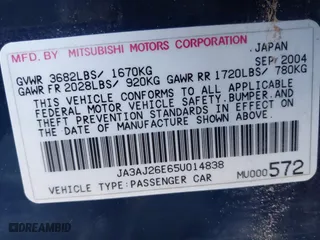 MFD. BY MITSUBISHI MOTORS CORPORATION, JAPAN
GVWR 3682LBS/ 1670KG SEP/ 2004
GAWR FR 2028LBS/ 920KG GAWR RR 1720LBS/ 780KG
THIS VEHICLE CONFORMS TO ALL APPLICABLE
FEDERAL MOTOR VEHICLE SAFETY, BUMPER AND
THEFT PREVENTION STANDARDS IN EFFECT ON THE
DATE OF MANUFACTURE SHOWN ABOVE.
JA3AJ26E65U014838
VEHICLE TYPE:PASSENGER CAR MU000572
DREAMBID